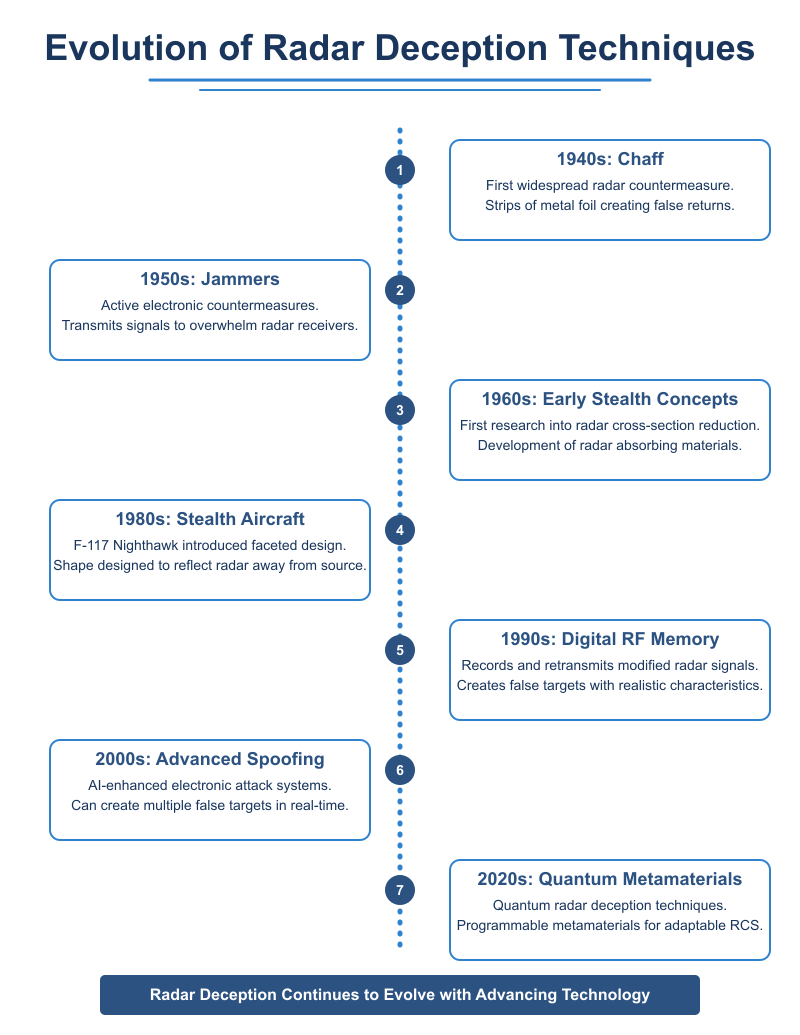 Evolution of Radar Deception Techniques
1
1940s: Chaff
First widespread radar countermeasure.
Strips of metal foil creating false returns.
2
1950s: Jammers
Active electronic countermeasures.
Transmits signals to overwhelm radar receivers.
3
1960s: Early Stealth Concepts
First research into radar cross-section reduction.
Development of radar absorbing materials.
4
1980s: Stealth Aircraft
F-117 Nighthawk introduced faceted design.
Shape designed to reflect radar away from source.
5
1990s: Digital RF Memory
Records and retransmits modified radar signals.
Creates false targets with realistic characteristics.
6
2000s: Advanced Spoofing
AI-enhanced electronic attack systems.
Can create multiple false targets in real-time.
7
2020s: Quantum Metamaterials
Quantum radar deception techniques.
Programmable metamaterials for adaptable RCS.
Radar Deception Continues to Evolve with Advancing Technology